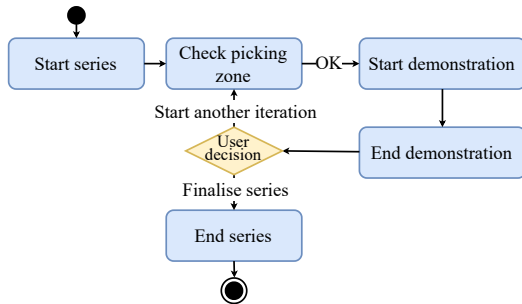 Start series
Check picking
zone
OK
Start demonstration
Start another iteration
User
decision
End demonstration
Finalise series
End series